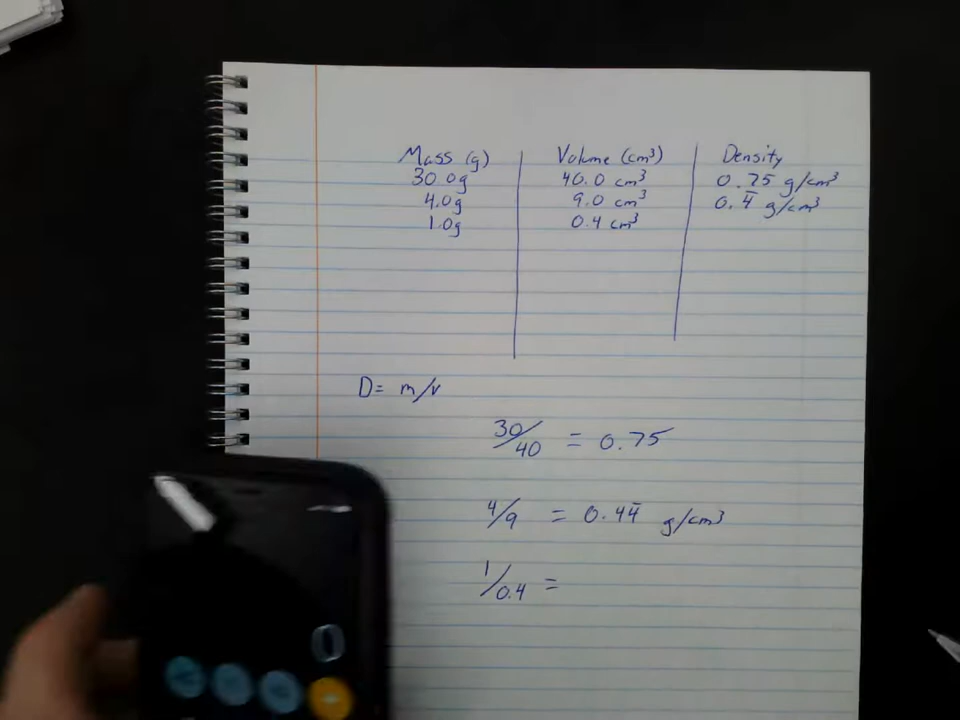 Mass (g) Volume (cm³) Density
30.0g 40.0 cm³ 0.75 g/cm³
4.0g 9.0 cm³ 0.4̅ g/cm³
1.0g 0.4 cm³
D= m/v
30/40 = 0.75
4/9 = 0.44̅ g/cm³
1/0.4 =
0